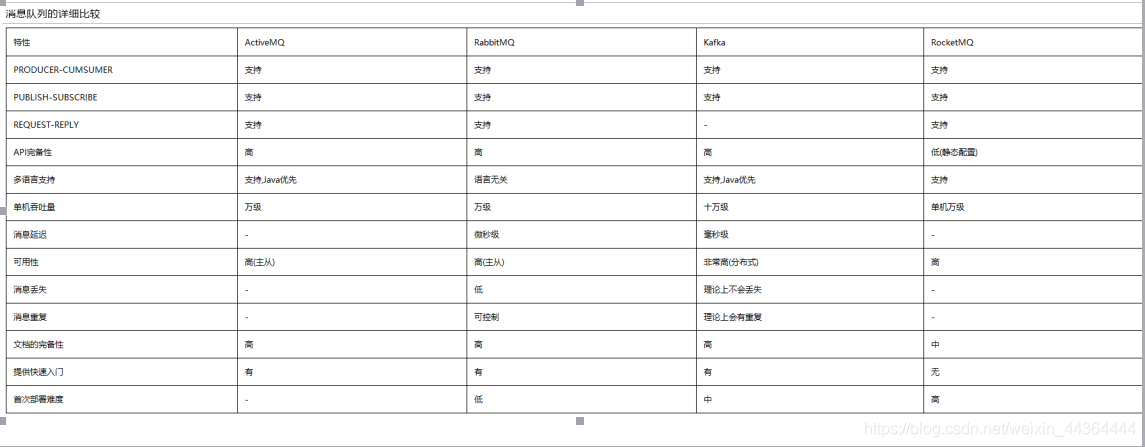 消息队列的详细比较
特性 ActiveMQ RabbitMQ Kafka RocketMQ
PRODUCER-CUMSUMER 支持 支持 支持 支持
PUBLISH-SUBSCRIBE 支持 支持 支持 支持
REQUEST-REPLY 支持 支持 - 支持
API完备性 高 高 高 低(静态配置)
多语言支持 支持,Java优先 语言无关 支持,Java优先 支持
单机吞吐量 万级 万级 十万级 单机万级
消息延迟 - 微秒级 毫秒级 -
可用性 高(主从) 高(主从) 非常高(分布式) 高
消息丢失 - 低 理论上不会丢失 -
消息重复 - 可控制 理论上会有重复 -
文档的完备性 高 高 高 中
提供快速入门 有 有 有 无
首次部署难度 - 低 中 高
https://blog.csdn.net/weixin_44364444